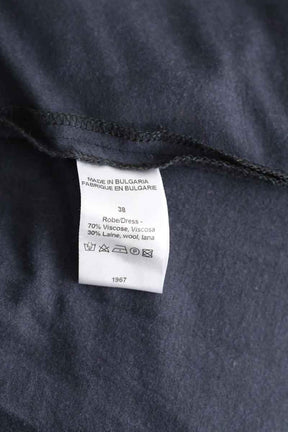 MADE IN BULGARIA
FABRIQUE EN BULGARIE
38
Robe/Dress -
70% Viscose, Viscosa
30% Laine, wool, lana
1967